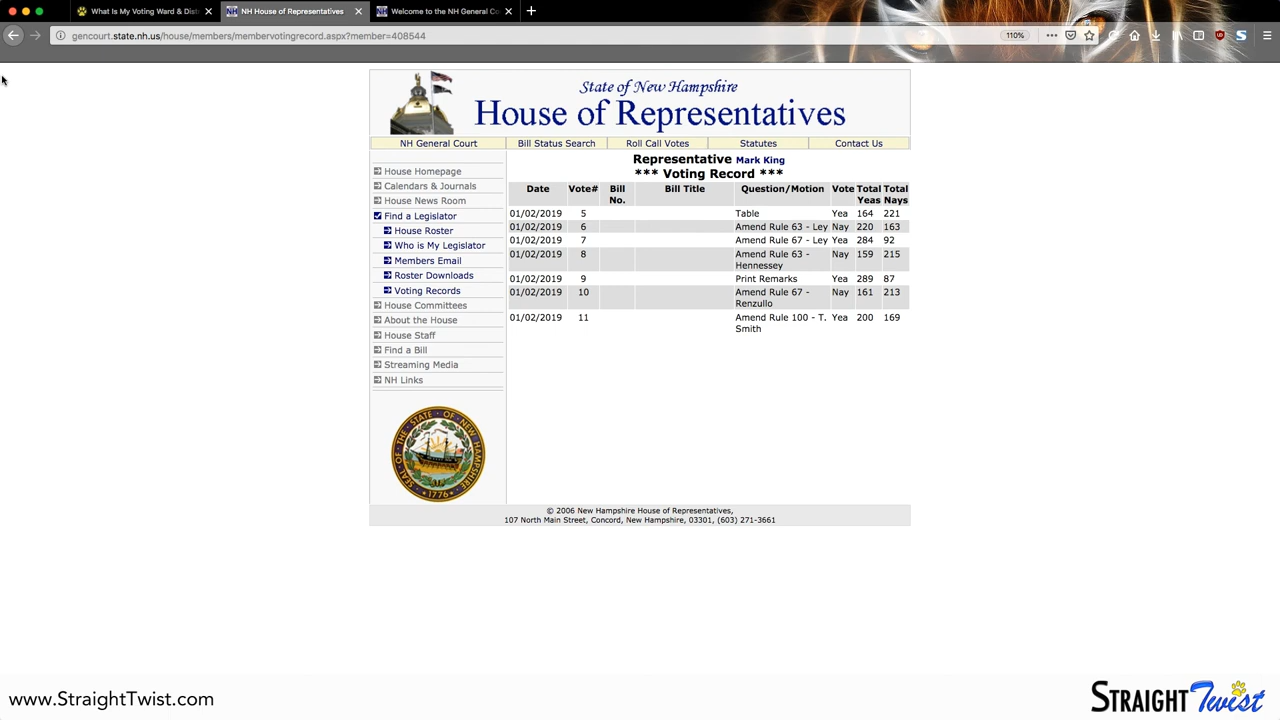 What Is My Voting Ward & Dist
NH House of Representatives
Welcome to the NH General Co
gencourt.state.nh.us/house/members/membervotingrecord.aspx?member=408544
110%
State of New Hampshire
House of Representatives
NH General Court Bill Status Search Roll Call Votes Statutes Contact Us
House Homepage
Calendars & Journals
House News Room
Find a Legislator
House Roster
Who is My Legislator
Members Email
Roster Downloads
Voting Records
House Committees
About the House
House Staff
Find a Bill
Streaming Media
NH Links
SEAL OF THE STATE OF NEW HAMPSHIRE
1776
Representative Mark King
*** Voting Record ***
Date Vote# Bill No. Bill Title Question/Motion Vote Total Yeas Total Nays
01/02/2019 5 Table Yea 164 221
01/02/2019 6 Amend Rule 63 - Ley Nay 220 163
01/02/2019 7 Amend Rule 67 - Ley Yea 284 92
01/02/2019 8 Amend Rule 63 - Hennessey Nay 159 215
01/02/2019 9 Print Remarks Yea 289 87
01/02/2019 10 Amend Rule 67 - Renzullo Nay 161 213
01/02/2019 11 Amend Rule 100 - T. Smith Yea 200 169
© 2006 New Hampshire House of Representatives,
107 North Main Street, Concord, New Hampshire, 03301, (603) 271-3661
www.StraightTwist.com
STRAIGHT Twist